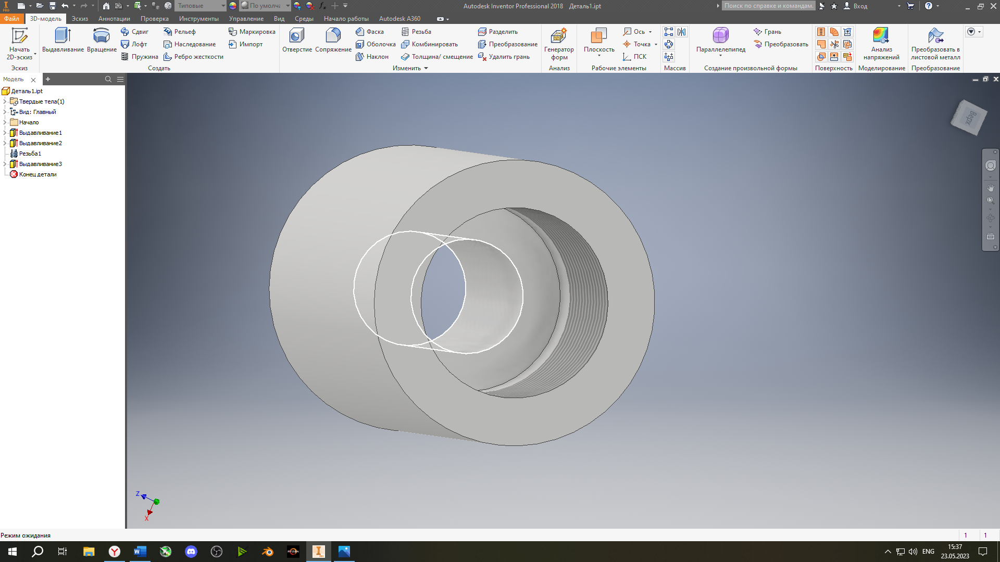 PRO
Типовые
По умолча
fx
Autodesk Inventor Professional 2018 Деталь1.ipt
Поиск по справке и командам.
Вход
Файл 3D-модель Эскиз Аннотации Проверка Инструменты Управление Вид Среды Начало работы Autodesk A360
Начать
2D-эскиз
Эскиз
Выдавливание
Вращение
Сдвиг
Лофт
Пружина
Рельеф
Наследование
Ребро жесткости
Маркировка
Импорт
Создать
Отверстие
Сопряжение
Фаска
Оболочка
Наклон
Резьба
Комбинировать
Толщина/ смещение
Разделить
Преобразование
Удалить грань
Изменить
Генератор
форм
Анализ
Плоскость
Ось
Точка
ПСК
Рабочие элементы
Массив
Параллелепипед
Грань
Преобразовать
Создание произвольной формы
Поверхность
Анализ
напряжений
Моделирование
Преобразовать в
листовой металл
Преобразование
Модель
Деталь1.ipt
Твердые тела(1)
Вид: Главный
Начало
Выдавливание1
Выдавливание2
Резьба1
Выдавливание3
Конец детали
Верх
Z
X
Режим ожидания
1 1
RYZEN
ENG
15:37
23.05.2023